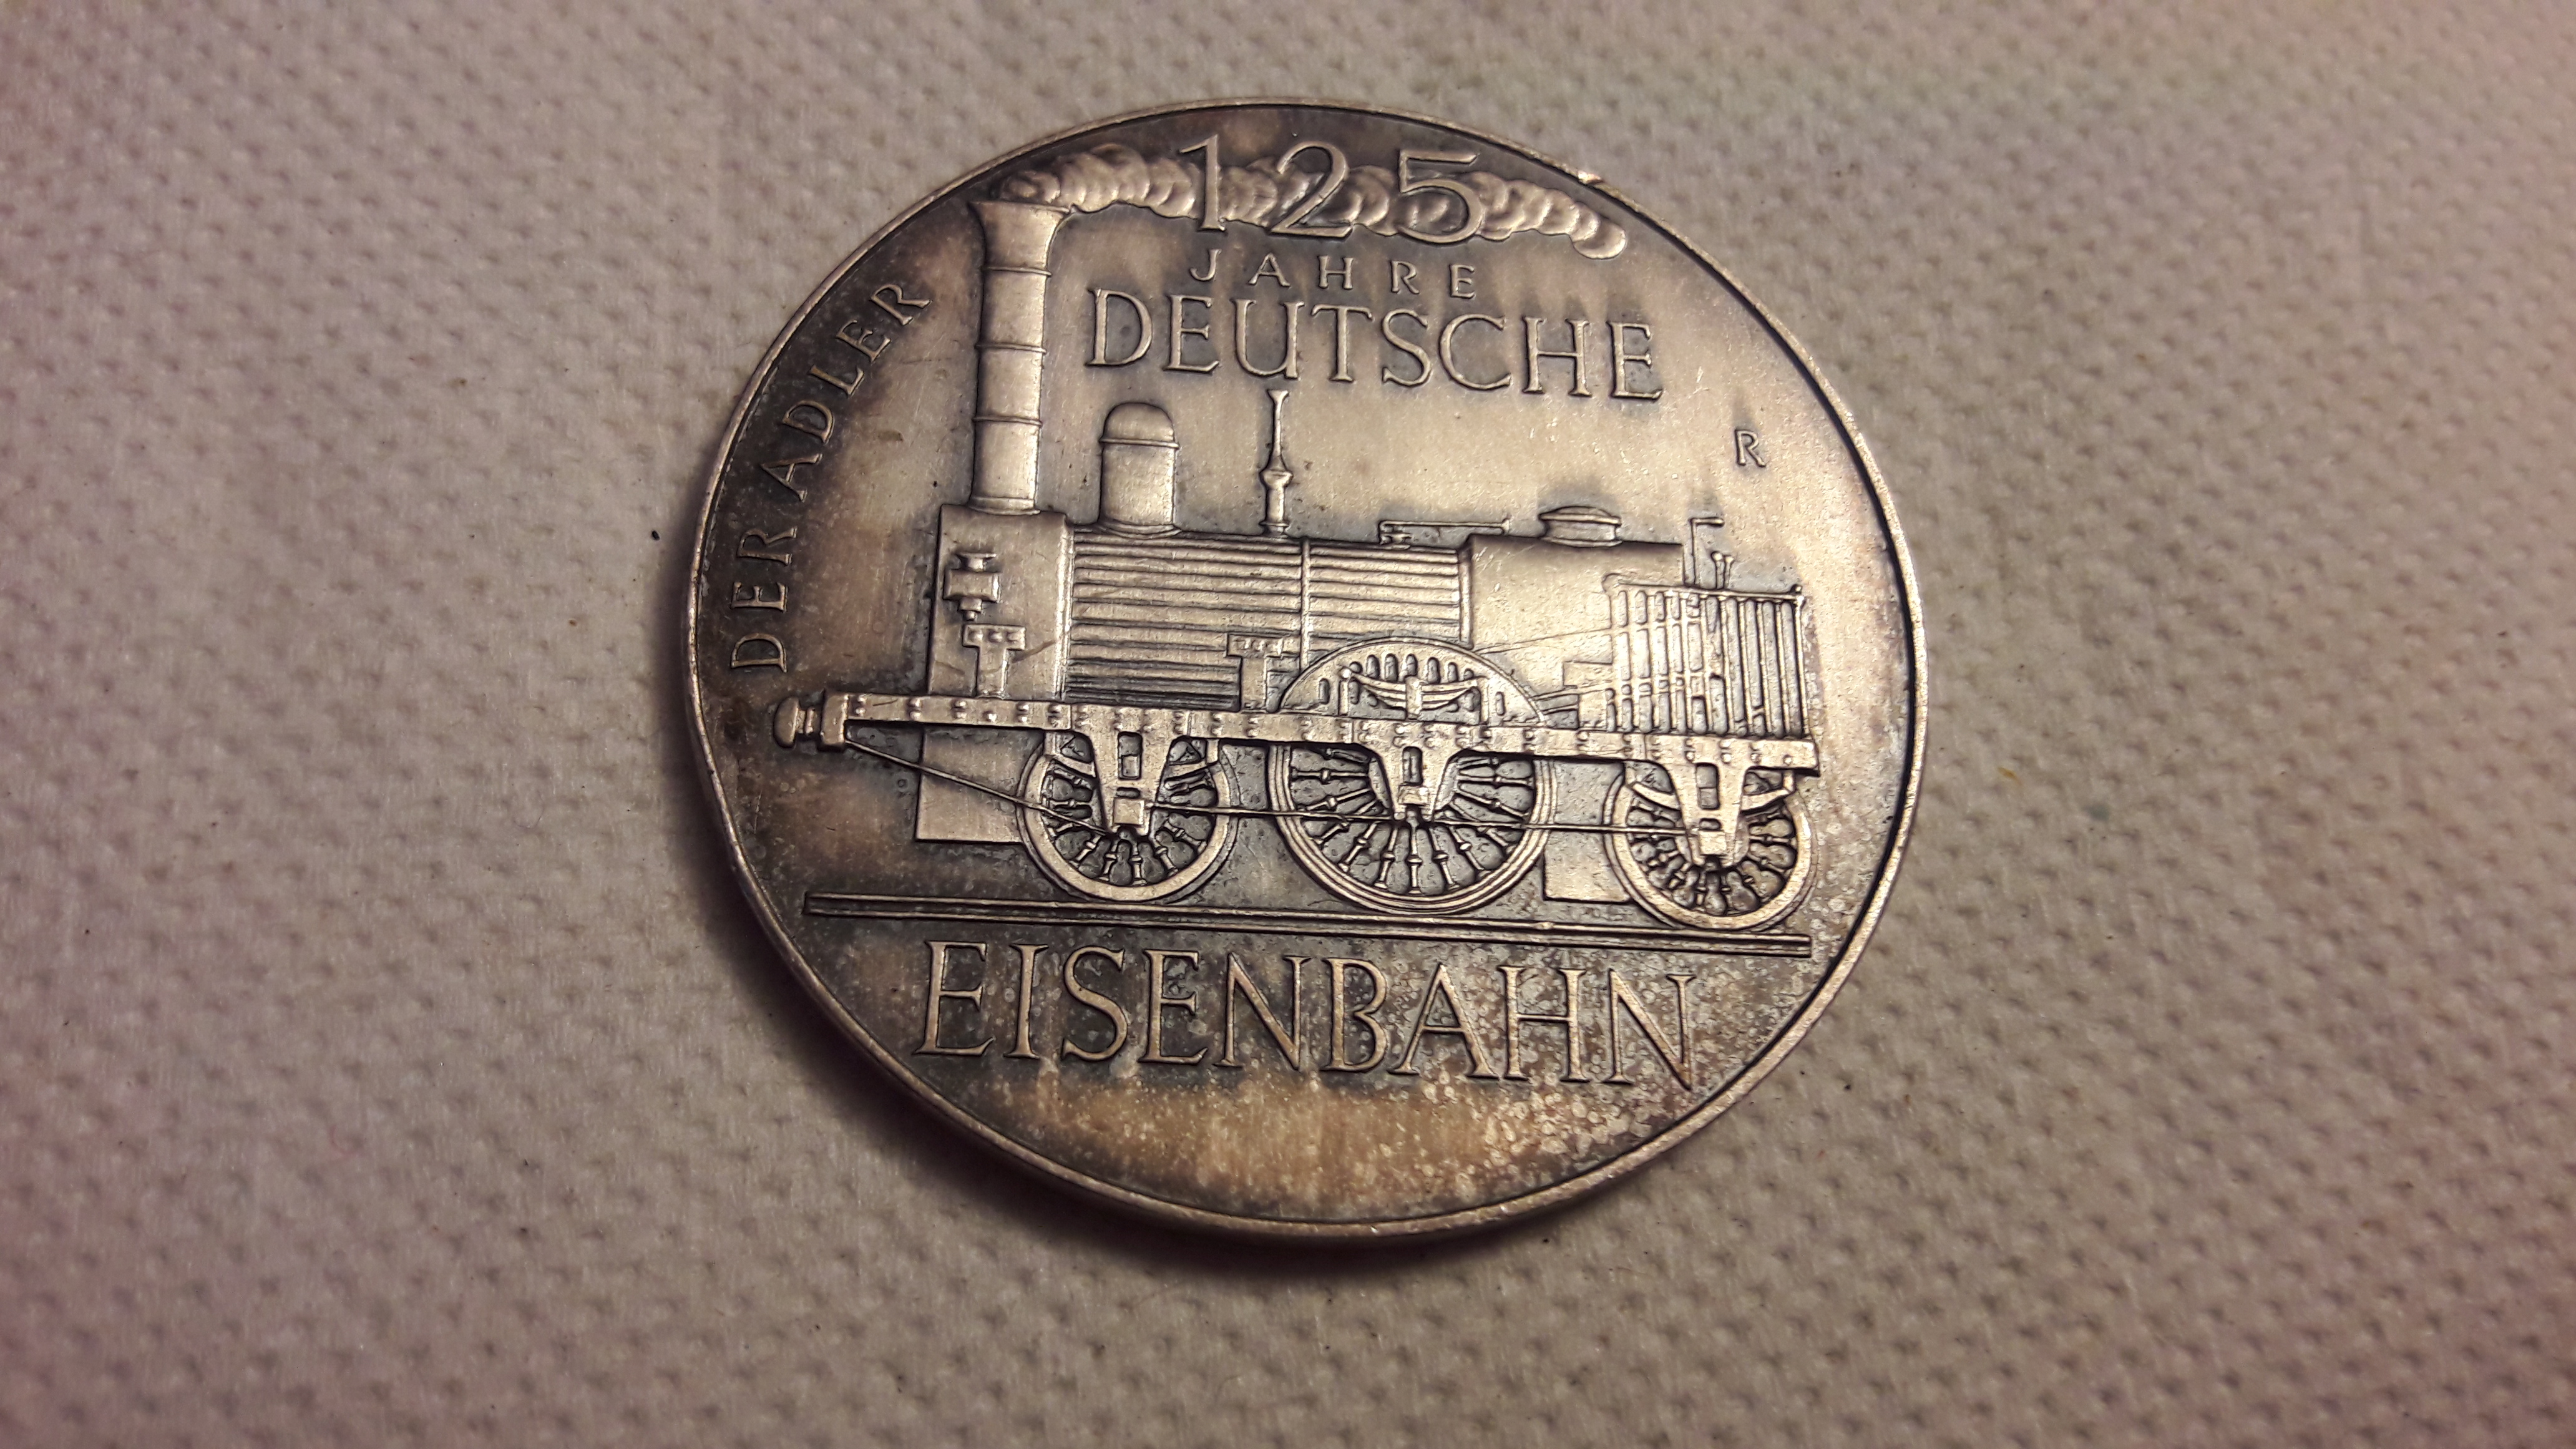 125
JAHRE
DEUTSCHE
DER ADLER
R
EISENBAHN